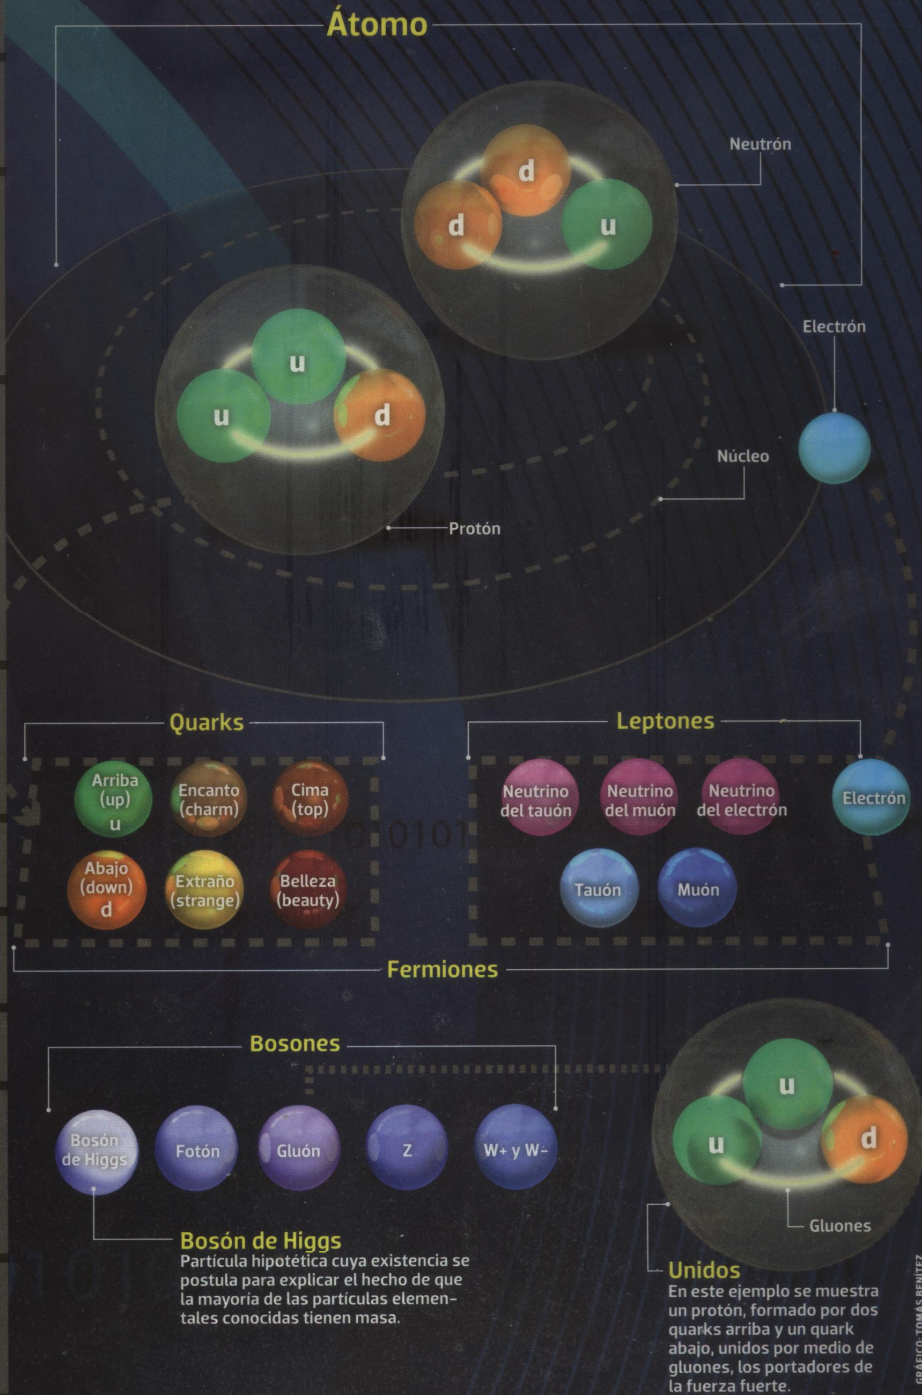 Átomo
Neutrón
d
d
u
Electrón
u
u
d
Núcleo
Protón
Quarks
Arriba
(up)
u
Encanto
(charm)
Cima
(top)
Abajo
(down)
d
Extraño
(strange)
Belleza
(beauty)
Leptones
Neutrino
del tauón
Neutrino
del muón
Neutrino
del electrón
Electrón
Tauón
Muón
Fermiones
Bosones
Bosón
de Higgs
Fotón
Gluón
Z
W+ y W-
Bosón de Higgs
Partícula hipotética cuya existencia se
postula para explicar el hecho de que
la mayoría de las partículas elemen-
tales conocidas tienen masa.
u
u
d
Gluones
Unidos
En este ejemplo se muestra
un protón, formado por dos
quarks arriba y un quark
abajo, unidos por medio de
gluones, los portadores de
la fuerza fuerte.
GRÁFICO: TOMÁS BENÍTEZ